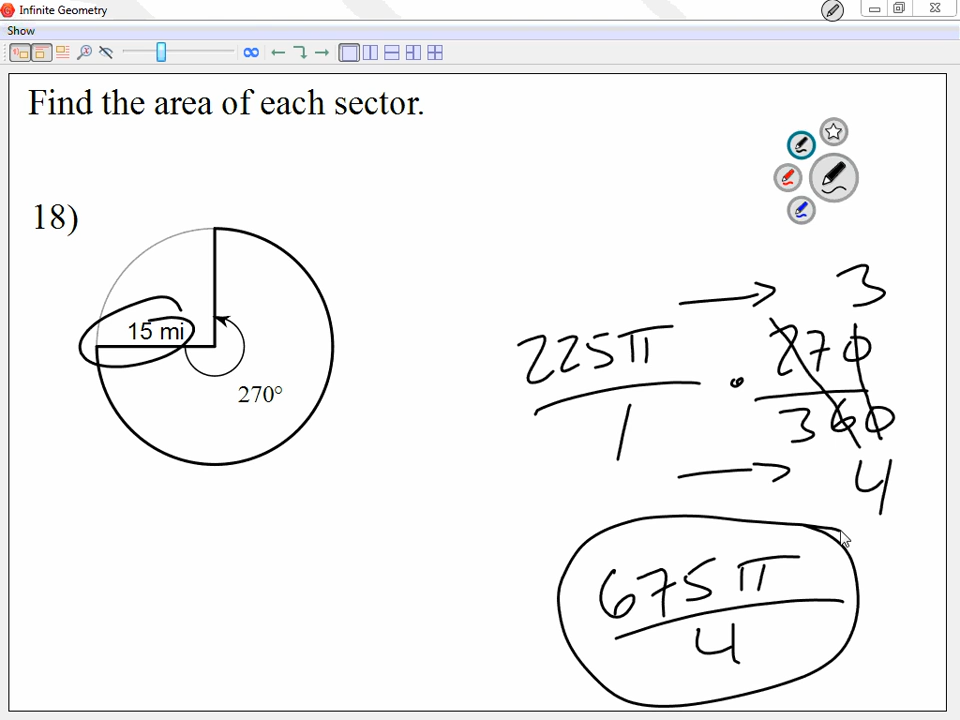 Infinite Geometry
Show
Find the area of each sector.
18)
15 mi
270°
3
225π/1 · 270/360
4
675π/4